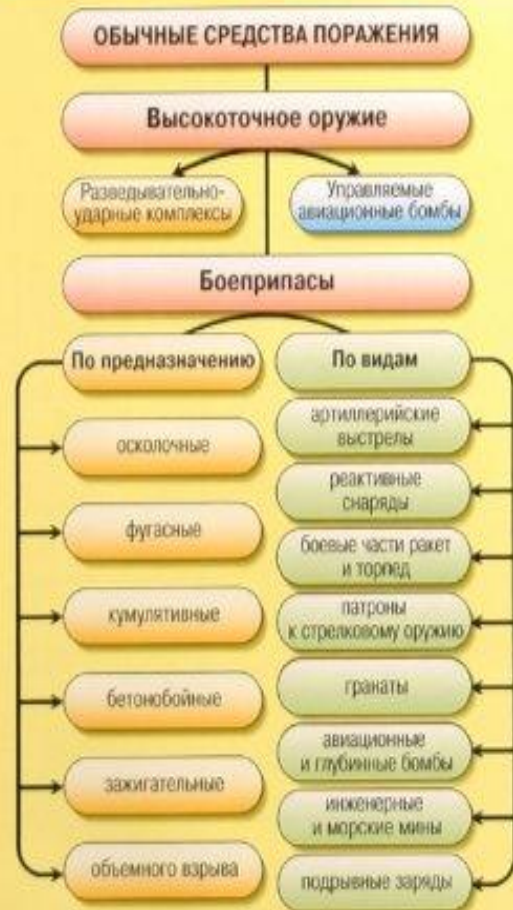 ОБЫЧНЫЕ СРЕДСТВА ПОРАЖЕНИЯ
Высокоточное оружие
Разведывательно-
ударные комплексы
Управляемые
авиационные бомбы
Боеприпасы
По предназначению
осколочные
фугасные
кумулятивные
бетонобойные
зажигательные
объемного взрыва
По видам
артиллерийские
выстрелы
реактивные
снаряды
боевые части ракет
и торпед
патроны
к стрелковому оружию
гранаты
авиационные
и глубинные бомбы
инженерные
и морские мины
подрывные заряды